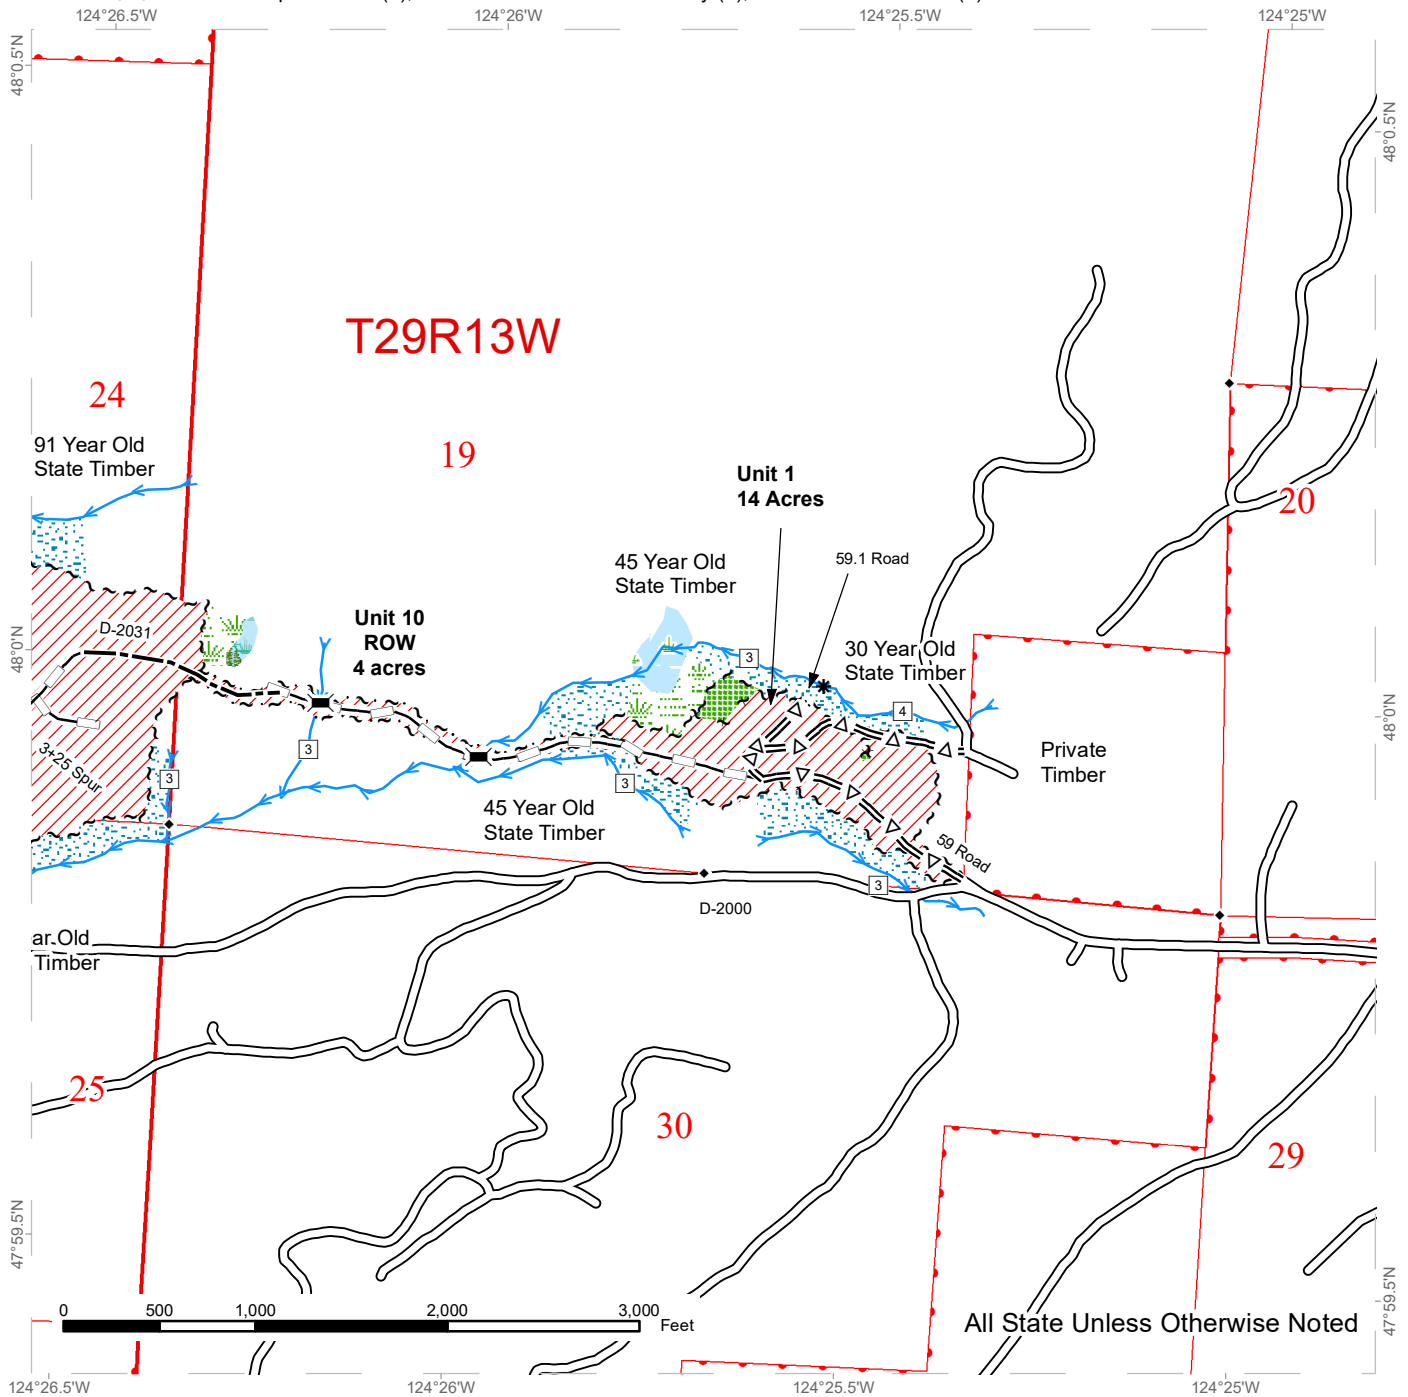 124°26.5'W
124°26'W
124°25.5'W
124°25'W
48°0.5'N
48°0.5'N
T29R13W
24
91 Year Old
State Timber
19
Unit 1
14 Acres
20
45 Year Old
State Timber
59.1 Road
Unit 10
ROW
4 acres
D-2031
30 Year Old
State Timber
48°0'N
48°0'N
3
4
3
3
3
3+25 Spur
Private
Timber
45 Year Old
State Timber
59 Road
3
D-2000
ar Old
Timber
25
30
29
47°59.5'N
47°59.5'N
0
500
1,000
2,000
3,000
Feet
All State Unless Otherwise Noted
124°26.5'W
124°26'W
124°25.5'W
124°25'W